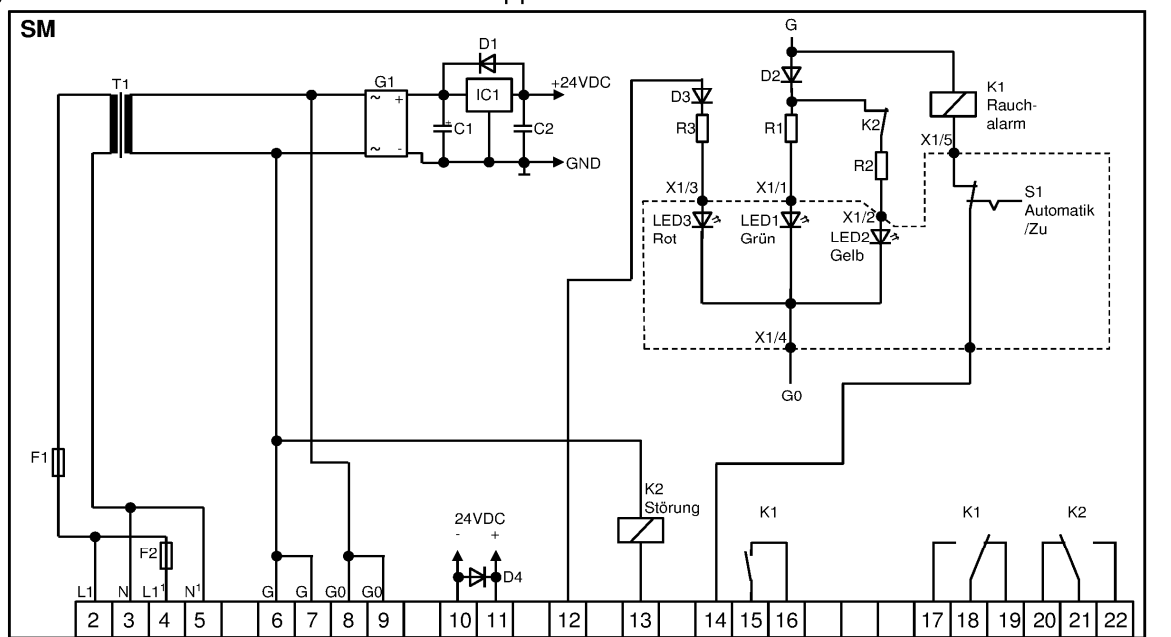 SM
G
D1
T1
G1
D2
+24VDC
~
+
IC1
D3
K1
Rauch-
alarm
+
C1
C2
R3
R1
K2
~
-
GND
R2
X1/5
X1/3
X1/1
S1
Automatik
/Zu
LED3
Rot
LED1
Grün
X1/2
LED2
Gelb
X1/4
G0
F1
K2
Störung
24VDC
- +
K1
K1
K2
F2
D4
L1 N L1¹ N¹ G G G0 G0
2 3 4 5 6 7 8 9 10 11 12 13 14 15 16 17 18 19 20 21 22